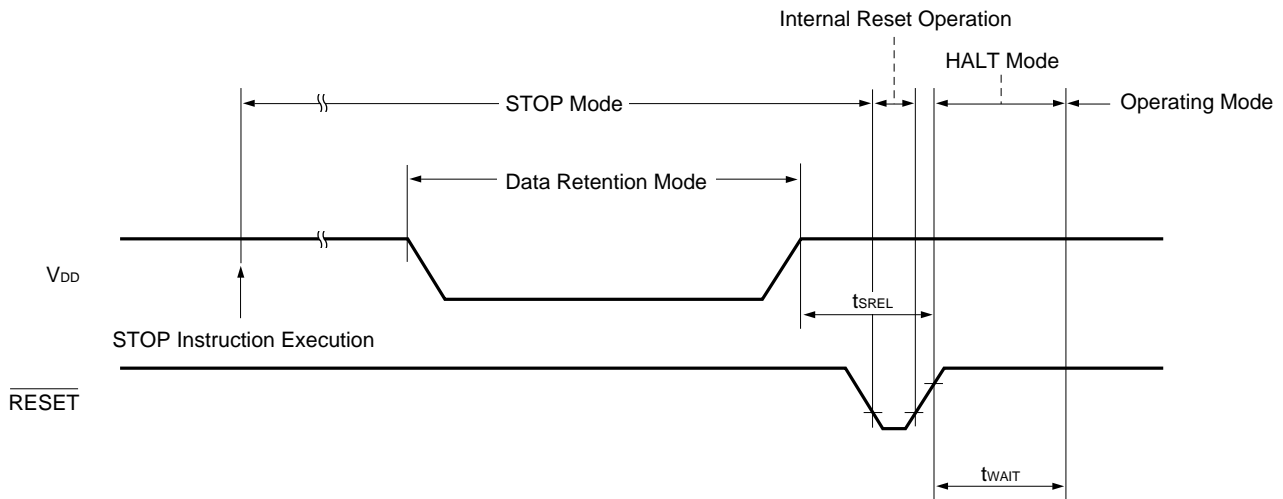 Internal Reset Operation
HALT Mode
STOP Mode
Operating Mode
Data Retention Mode
VDD
tSREL
STOP Instruction Execution
RESET
tWAIT